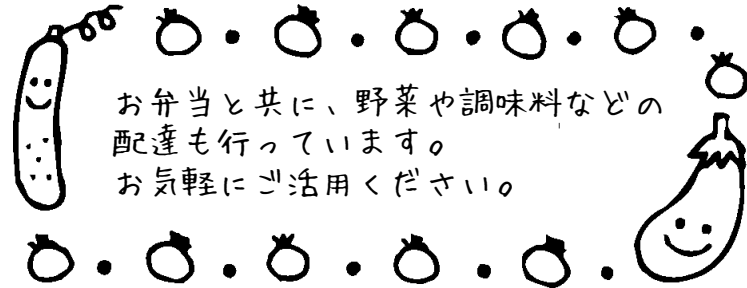 お弁当と共に、野菜や調味料などの
配達も行っています。
お気軽にご活用ください。